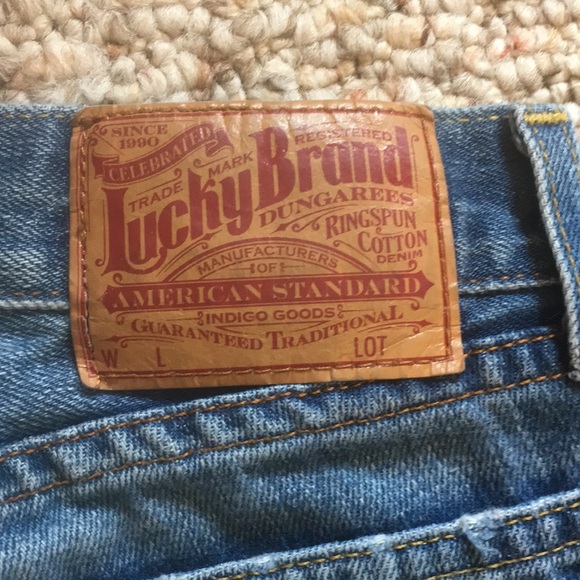 SINCE 1990
CELEBRATED
TRADE MARK REGISTERED
Lucky Brand
DUNGAREES
RINGSPUN
COTTON
DENIM
MANUFACTURERS
OF
AMERICAN STANDARD
INDIGO GOODS
GUARANTEED TRADITIONAL
W L LOT